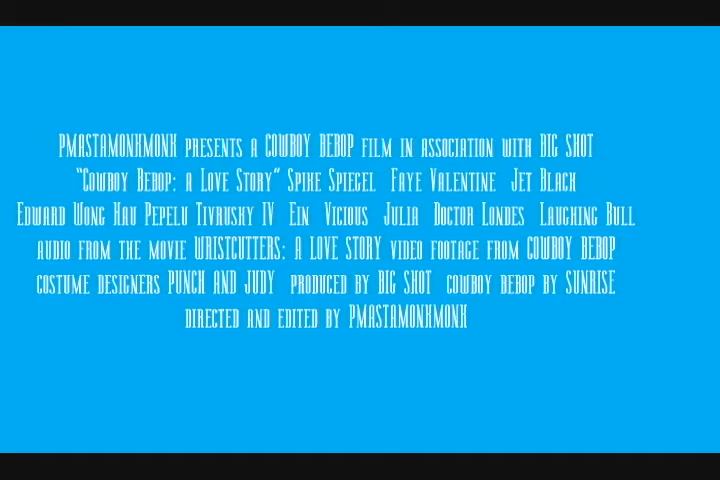 PMASTAMONKMONK PRESENTS A COWBOY BEBOP FILM IN ASSOCIATION WITH BIG SHOT
"COWBOY BEBOP: A LOVE STORY" SPIKE SPIEGEL FAYE VALENTINE JET BLACK
EDWARD WONG HAU PEPELU TIVRUSKY IV EIN VICIOUS JULIA DOCTOR LONDES LAUGHING BULL
AUDIO FROM THE MOVIE WRISTCUTTERS: A LOVE STORY VIDEO FOOTAGE FROM COWBOY BEBOP
COSTUME DESIGNERS PUNCH AND JUDY PRODUCED BY BIG SHOT COWBOY BEBOP BY SUNRISE
DIRECTED AND EDITED BY PMASTAMONKMONK